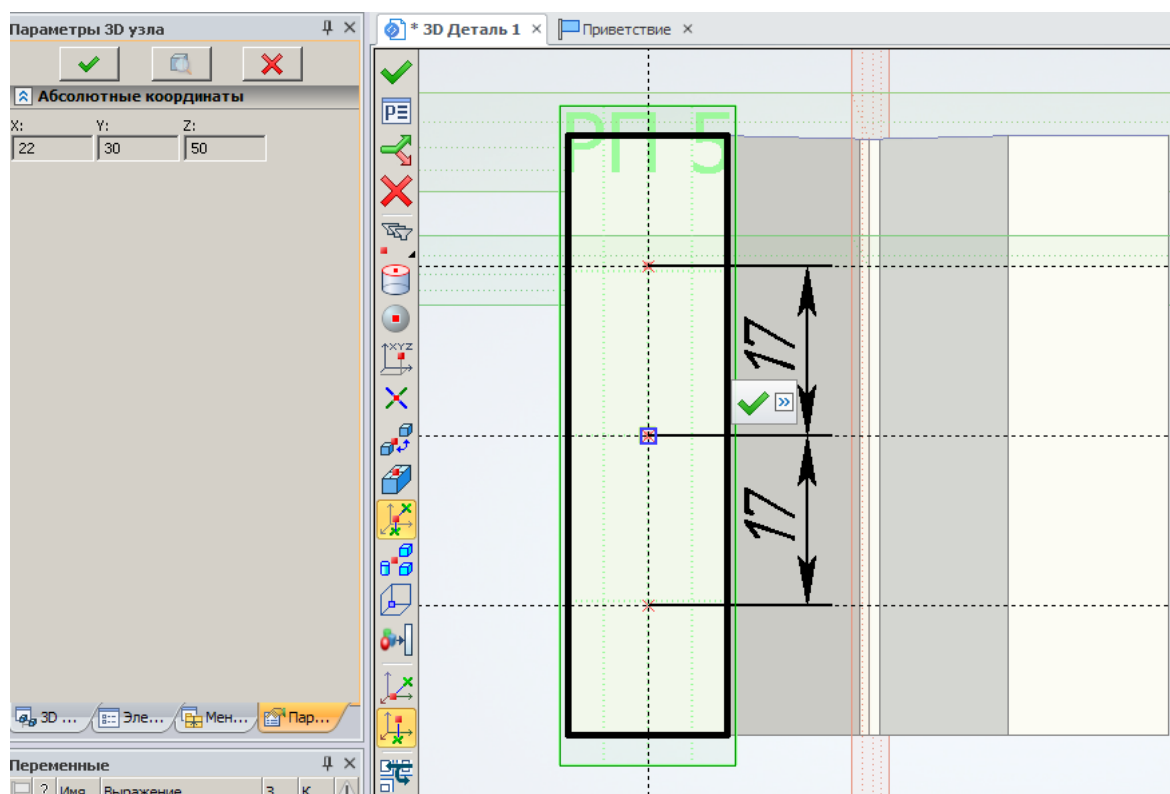 Параметры 3D узла
* 3D Деталь 1
Приветствие
Абсолютные координаты
X: Y: Z:
22 30 50
РП 5
17
17
XYZ
3D ... Эле... Мен... Пар...
Переменные
? Имя Выражение З К